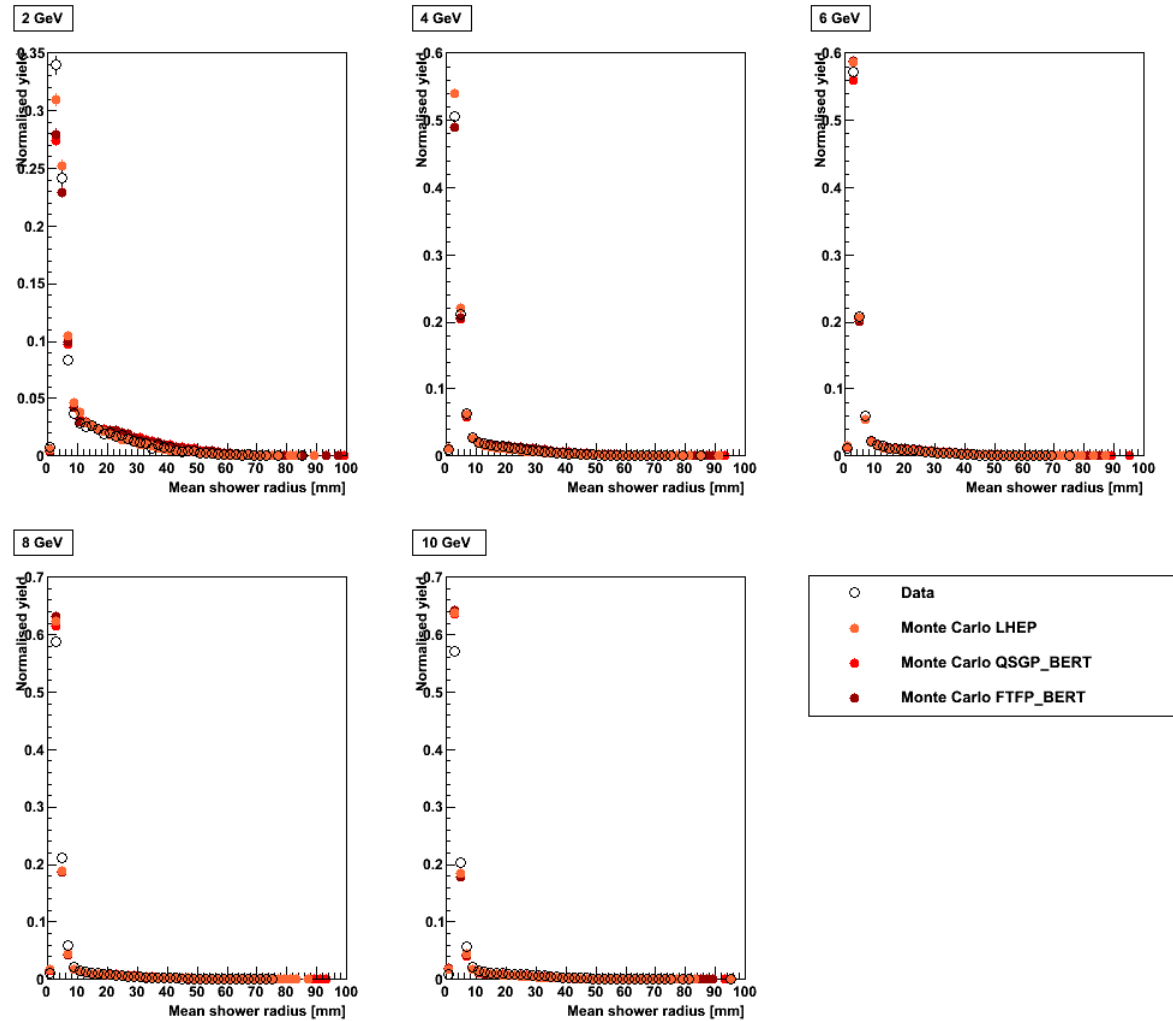 2 GeV
Normalised yield
0.35
0.3
0.25
0.2
0.15
0.1
0.05
0
0 10 20 30 40 50 60 70 80 90 100
Mean shower radius [mm]
4 GeV
Normalised yield
0.6
0.5
0.4
0.3
0.2
0.1
0
0 10 20 30 40 50 60 70 80 90 100
Mean shower radius [mm]
6 GeV
Normalised yield
0.6
0.5
0.4
0.3
0.2
0.1
0
0 10 20 30 40 50 60 70 80 90 100
Mean shower radius [mm]
8 GeV
Normalised yield
0.7
0.6
0.5
0.4
0.3
0.2
0.1
0
0 10 20 30 40 50 60 70 80 90 100
Mean shower radius [mm]
10 GeV
Normalised yield
0.7
0.6
0.5
0.4
0.3
0.2
0.1
0
0 10 20 30 40 50 60 70 80 90 100
Mean shower radius [mm]
Data
Monte Carlo LHEP
Monte Carlo QSGP_BERT
Monte Carlo FTFP_BERT